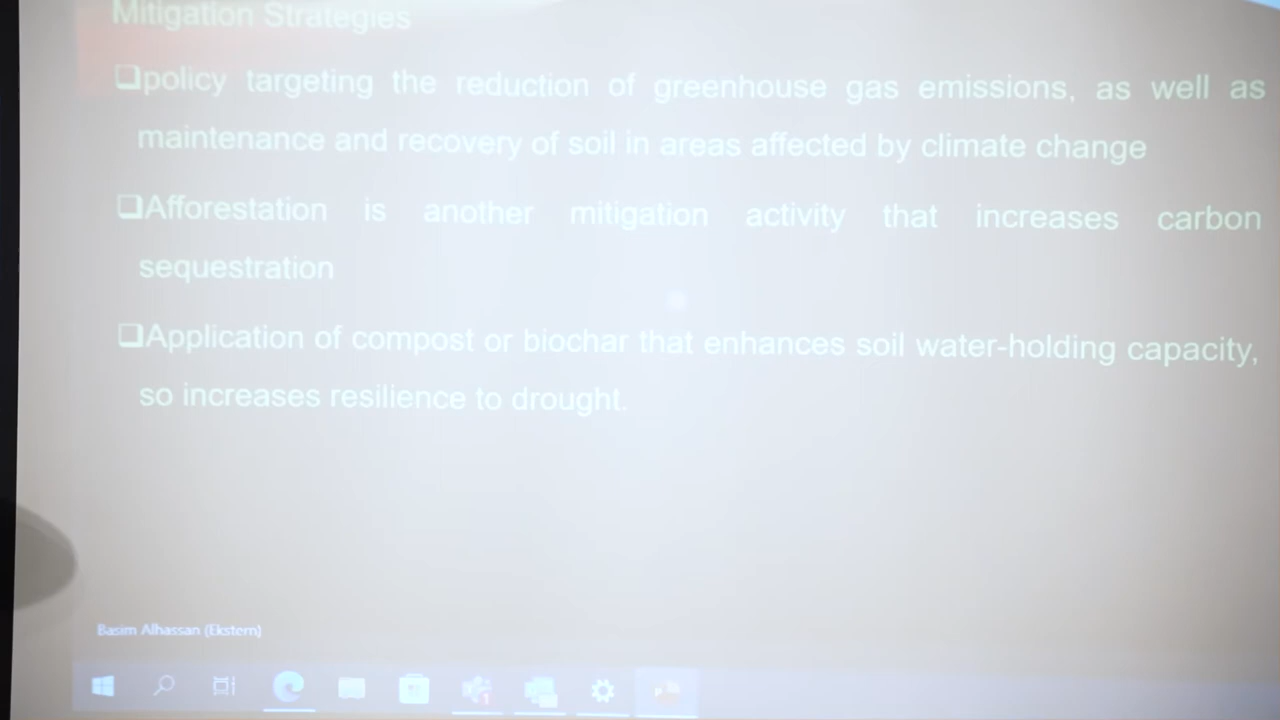 Mitigation Strategies
❑policy targeting the reduction of greenhouse gas emissions, as well as
maintenance and recovery of soil in areas affected by climate change
❑Afforestation is another mitigation activity that increases carbon
sequestration
❑Application of compost or biochar that enhances soil water-holding capacity,
so increases resilience to drought.
Basim Alhassan (Ekstern)